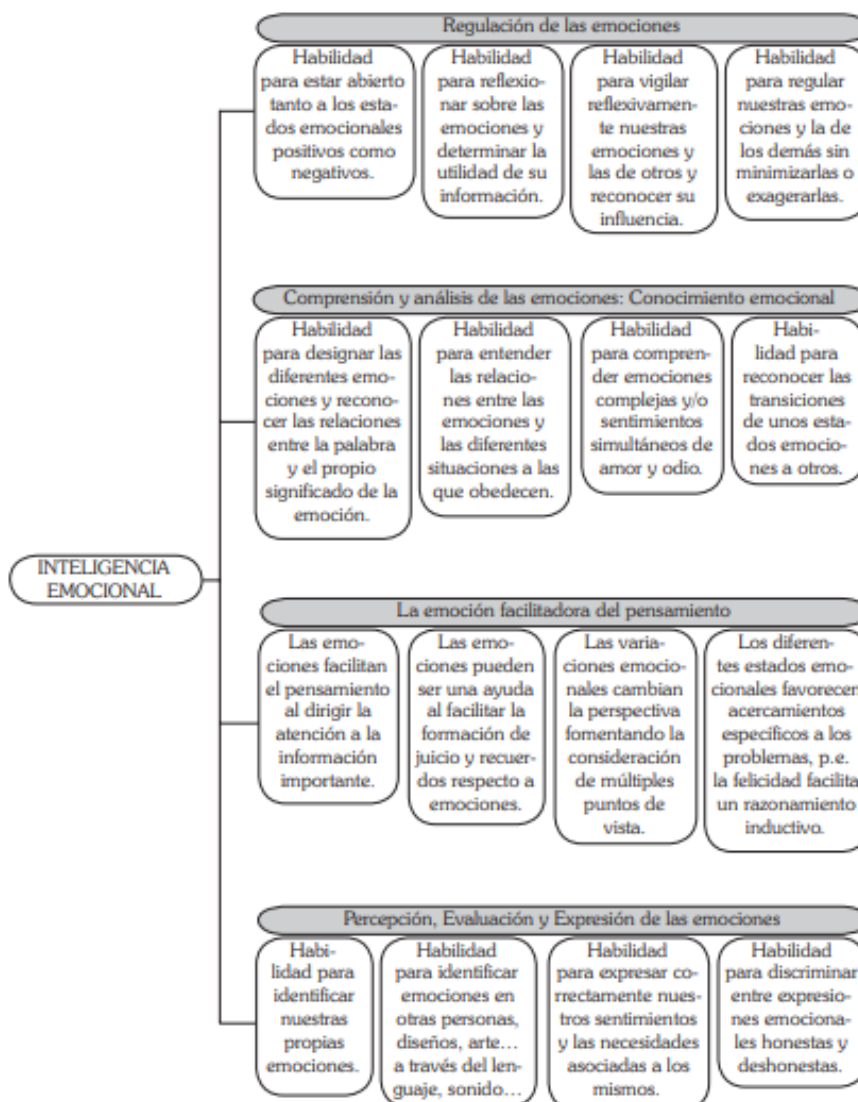 Regulación de las emociones
Habilidad
para estar abierto
tanto a los esta-
dos emocionales
positivos como
negativos.
Habilidad
para reflexio-
nar sobre las
emociones y
determinar la
utilidad de su
información.
Habilidad
para vigilar
reflexivamen-
te nuestras
emociones y
las de otros y
reconocer su
influencia.
Habilidad
para regular
nuestras emo-
ciones y la de
los demás sin
minimizarlas o
exagerarlas.
Comprensión y análisis de las emociones: Conocimiento emocional
Habilidad
para designar las
diferentes emo-
ciones y recono-
cer las relaciones
entre la palabra
y el propio
significado de la
emoción.
Habilidad
para entender
las relacio-
nes entre las
emociones y
las diferentes
situaciones a las
que obedecen.
Habilidad
para compren-
der emociones
complejas y/o
sentimientos
simultáneos de
amor y odio.
Habi-
lidad para
reconocer las
transiciones
de unos esta-
dos emocio-
nes a otros.
INTELIGENCIA
EMOCIONAL
La emoción facilitadora del pensamiento
Las emo-
ciones facilitan
el pensamiento
al dirigir la
atención a la
información
importante.
Las emo-
ciones pueden
ser una ayuda
al facilitar la
formación de
juicio y recuer-
dos respecto a
emociones.
Las varia-
ciones emocio-
nales cambian
la perspectiva
fomentando la
consideración
de múltiples
puntos de
vista.
Los diferen-
tes estados emo-
cionales favorecen
acercamientos
específicos a los
problemas, p.e.
la felicidad facilita
un razonamiento
inductivo.
Percepción, Evaluación y Expresión de las emociones
Habi-
lidad para
identificar
nuestras
propias
emociones.
Habilidad
para identificar
emociones en
otras personas,
diseños, arte...
a través del len-
guaje, sonido...
Habilidad
para expresar co-
rrectamente nues-
tros sentimientos
y las necesidades
asociadas a los
mismos.
Habilidad
para discriminar
entre expresio-
nes emociona-
les honestas y
deshonestas.